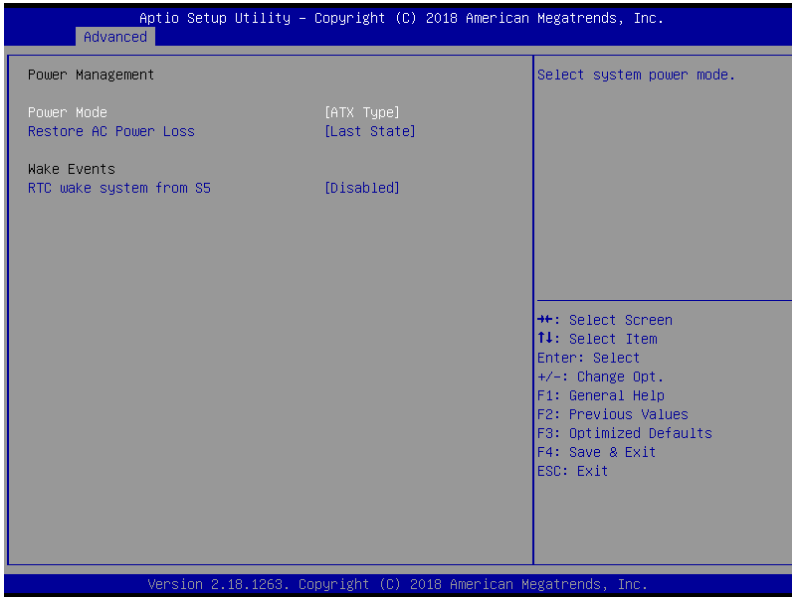 Aptio Setup Utility – Copyright (C) 2018 American Megatrends, Inc.
Advanced
Power Management
Power Mode [ATX Type]
Restore AC Power Loss [Last State]
Wake Events
RTC wake system from S5 [Disabled]
Select system power mode.
→←: Select Screen
↑↓: Select Item
Enter: Select
+/-: Change Opt.
F1: General Help
F2: Previous Values
F3: Optimized Defaults
F4: Save & Exit
ESC: Exit
Version 2.18.1263. Copyright (C) 2018 American Megatrends, Inc.